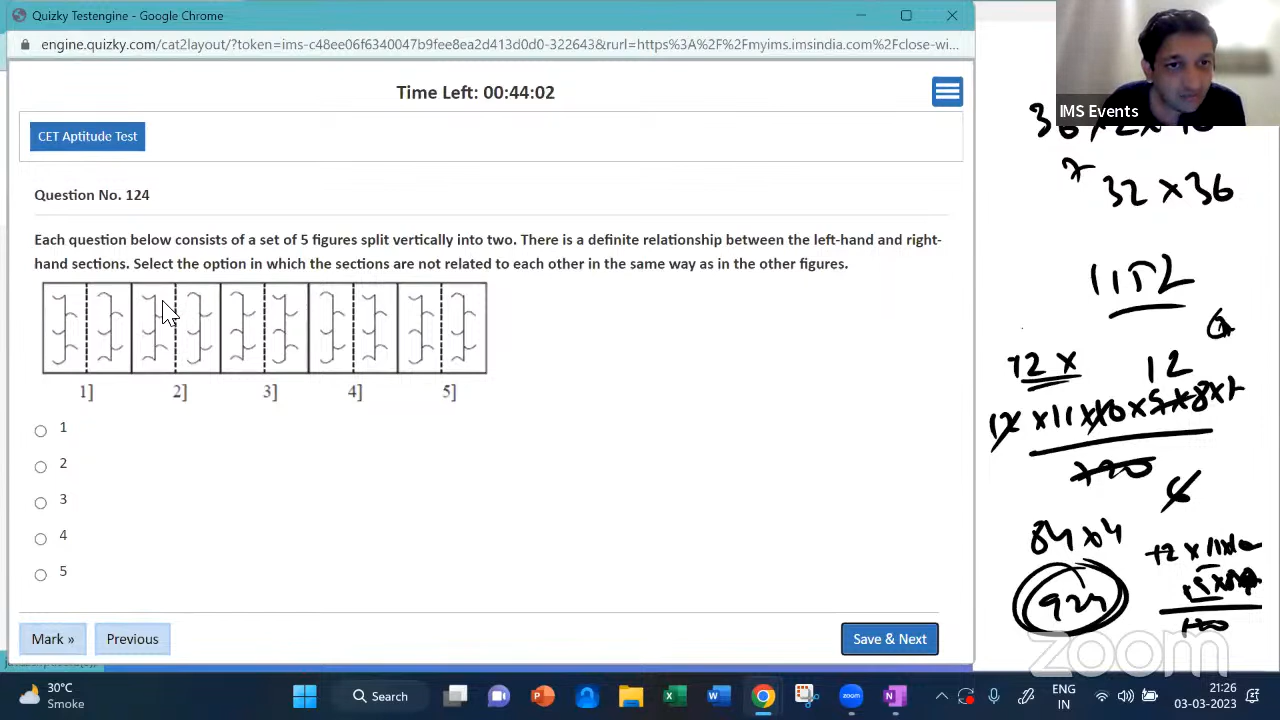 Quizky Testengine - Google Chrome
engine.quizky.com/cat2layout/?token=ims-c48ee06f6340047b9fee8ea2d413d0d0-322643&rurl=https%3A%2F%2Fmyims.imsindia.com%2Fclose-wi...
Time Left: 00:44:02
IMS Events
CET Aptitude Test
Question No. 124
Each question below consists of a set of 5 figures split vertically into two. There is a definite relationship between the left-hand and right-
hand sections. Select the option in which the sections are not related to each other in the same way as in the other figures.
1] 2] 3] 4] 5]
1
2
3
4
5
Mark » Previous Save & Next
32 x 36
1152
72 x 12
84 x 4
924
zoom
30°C
Smoke
Search
ENG
IN
21:26
03-03-2023